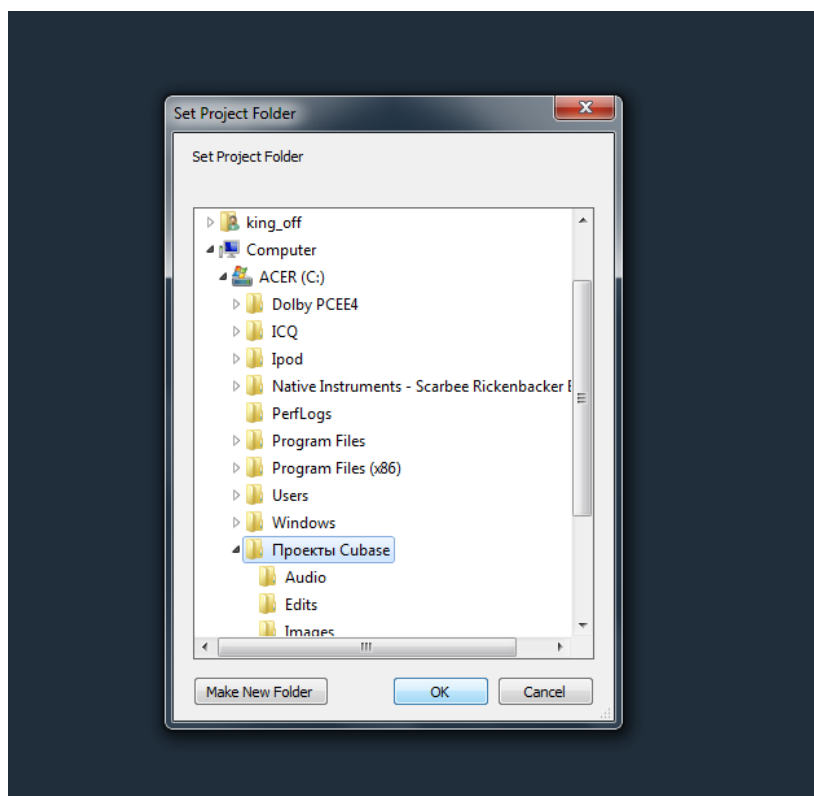 Set Project Folder
Set Project Folder
king_off
Computer
ACER (C:)
Dolby PCEE4
ICQ
Ipod
Native Instruments - Scarbee Rickenbacker
PerfLogs
Program Files
Program Files (x86)
Users
Windows
Проекты Cubase
Audio
Edits
Images
Make New Folder
OK
Cancel